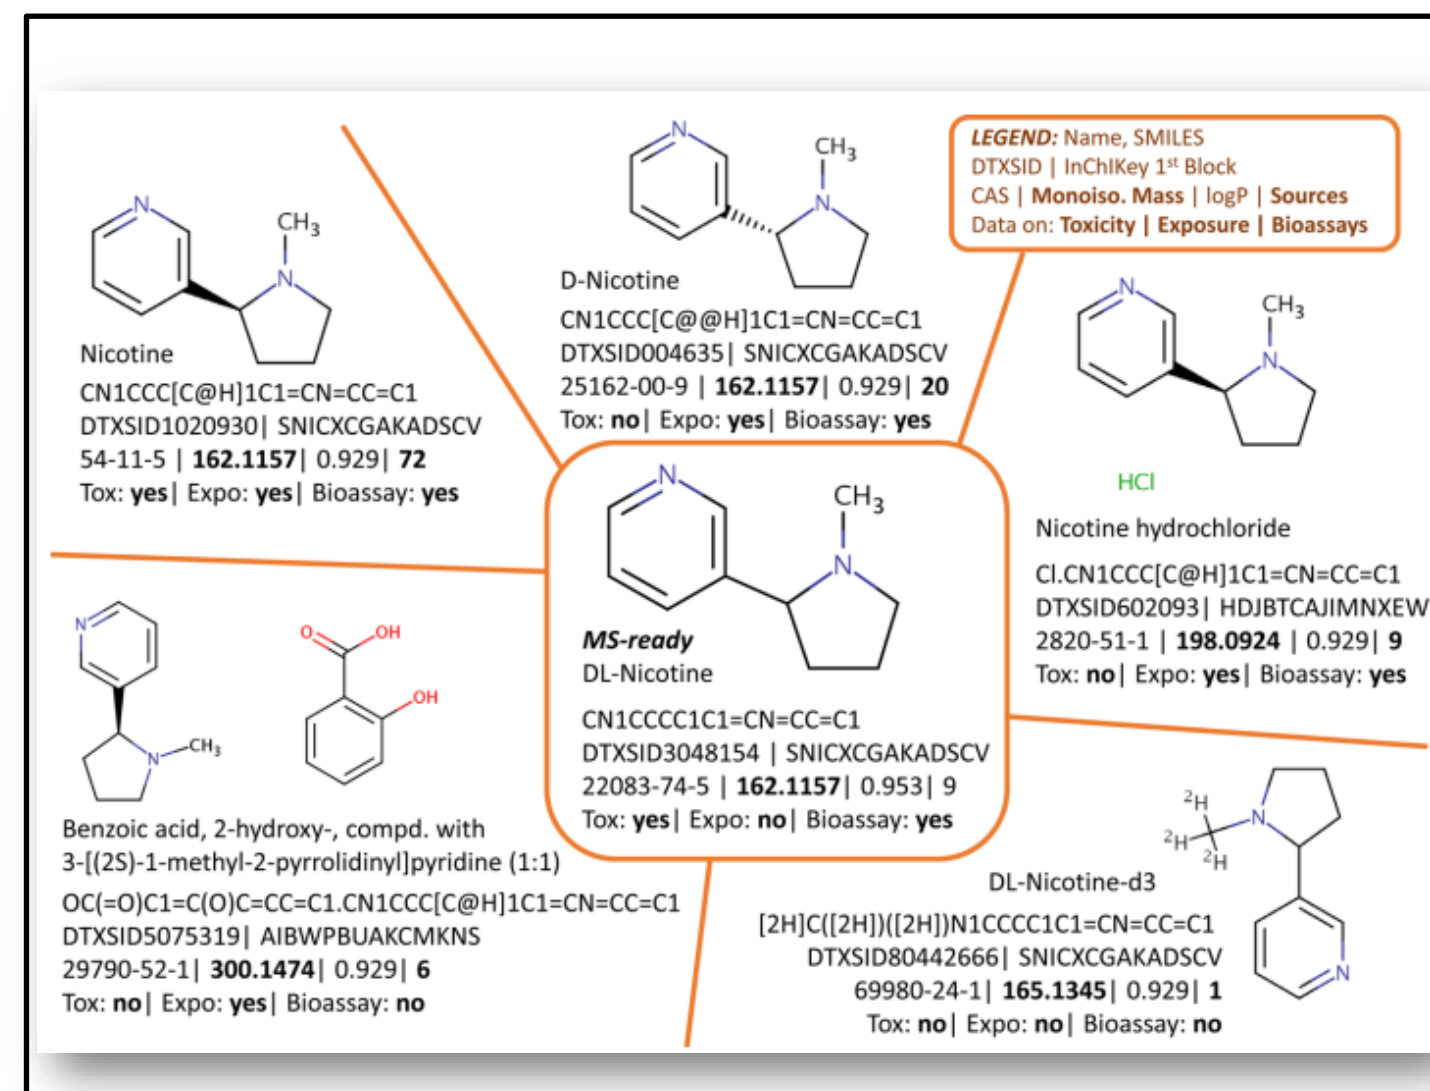 N
CH3
N
Nicotine
CN1CCC[C@H]1C1=CN=CC=C1
DTXSID1020930| SNICXCGAKADSCV
54-11-5 | 162.1157| 0.929| 72
Tox: yes| Expo: yes| Bioassay: yes
N
CH3
N
D-Nicotine
CN1CCC[C@@H]1C1=CN=CC=C1
DTXSID004635| SNICXCGAKADSCV
25162-00-9 | 162.1157| 0.929| 20
Tox: no| Expo: yes| Bioassay: yes
LEGEND: Name, SMILES
DTXSID | InChIKey 1st Block
CAS | Monoiso. Mass | logP | Sources
Data on: Toxicity | Exposure | Bioassays
N
CH3
N
HCl
Nicotine hydrochloride
Cl.CN1CCC[C@H]1C1=CN=CC=C1
DTXSID602093| HDJBTCAJIMNXEW
2820-51-1 | 198.0924 | 0.929| 9
Tox: no| Expo: yes| Bioassay: yes
N
CH3
N
MS-ready
DL-Nicotine
CN1CCCC1C1=CN=CC=C1
DTXSID3048154 | SNICXCGAKADSCV
22083-74-5 | 162.1157| 0.953| 9
Tox: yes| Expo: no| Bioassay: yes
N
N
CH3
O
OH
OH
Benzoic acid, 2-hydroxy-, compd. with
3-[(2S)-1-methyl-2-pyrrolidinyl]pyridine (1:1)
OC(=O)C1=C(O)C=CC=C1.CN1CCC[C@H]1C1=CN=CC=C1
DTXSID5075319| AIBWPBUAKCMKNS
29790-52-1| 300.1474| 0.929| 6
Tox: no| Expo: yes| Bioassay: no
2H
N
2H
2H
N
DL-Nicotine-d3
[2H]C([2H])([2H])N1CCCC1C1=CN=CC=C1
DTXSID80442666| SNICXCGAKADSCV
69980-24-1| 165.1345| 0.929| 1
Tox: no| Expo: no| Bioassay: no